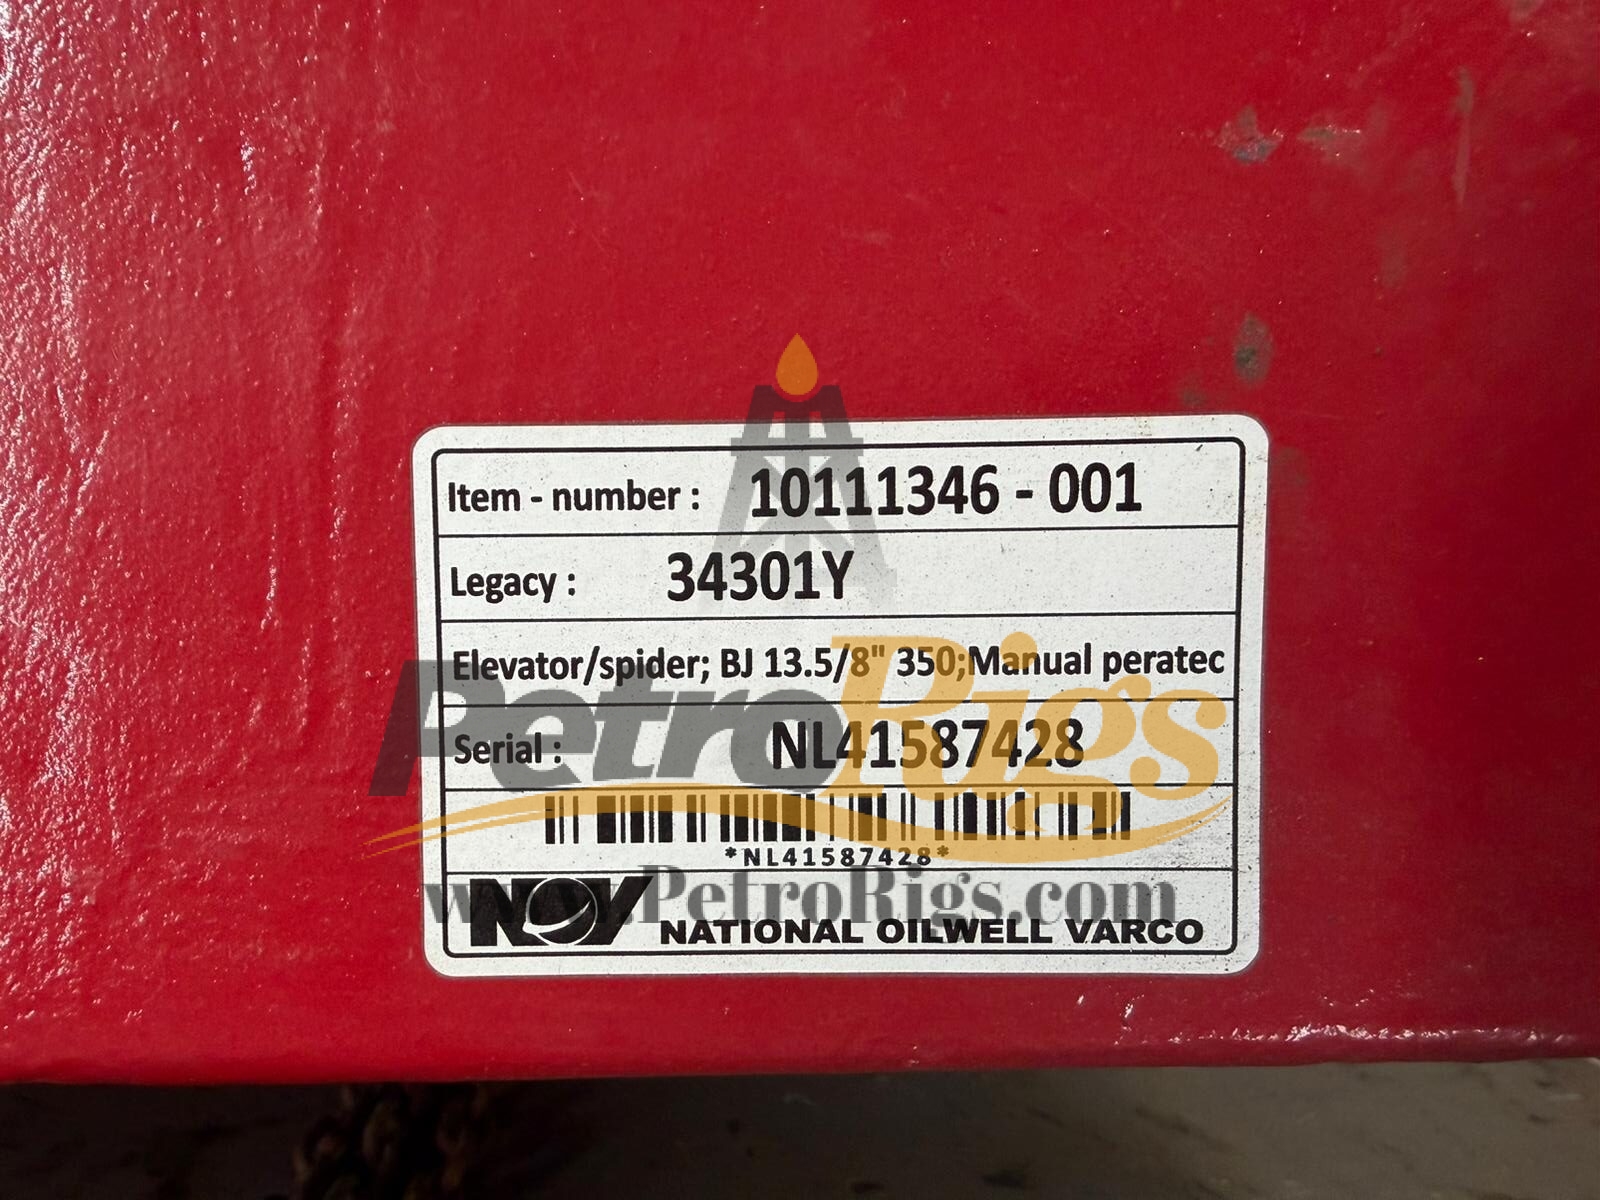 Item - number : 10111346 - 001
Legacy : 34301Y
Elevator/spider; BJ 13.5/8" 350;Manual peratec
PetroRigs
Serial : NL41587428
*NL41587428*
www.PetroRigs.com
NOV NATIONAL OILWELL VARCO